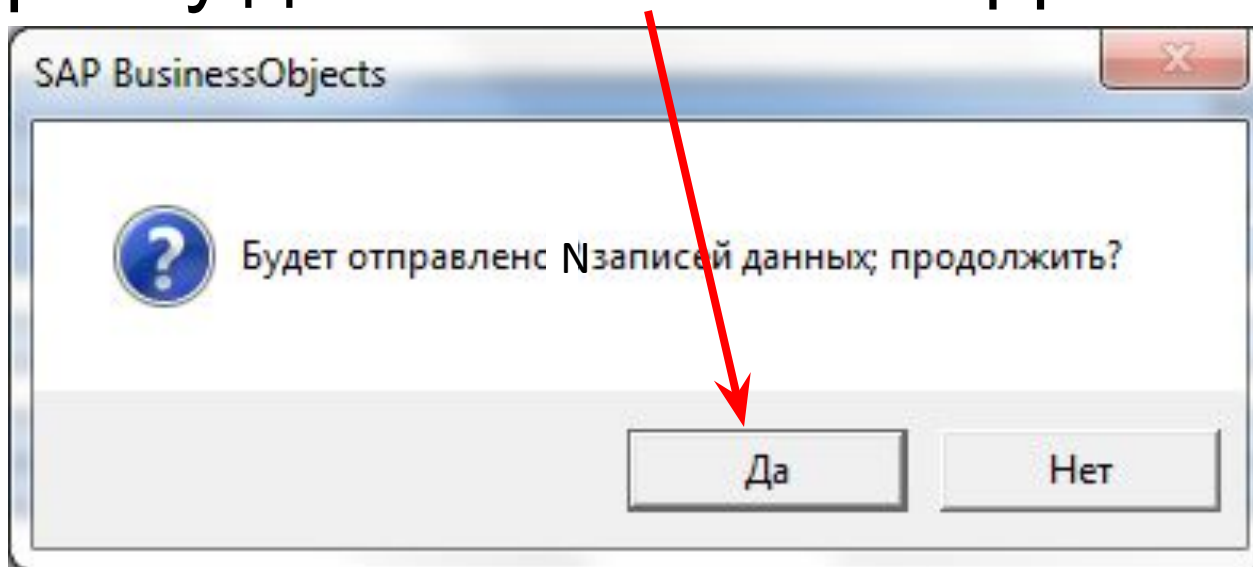 SAP BusinessObjects
Будет отправлено N записей данных; продолжить?
Да
Нет